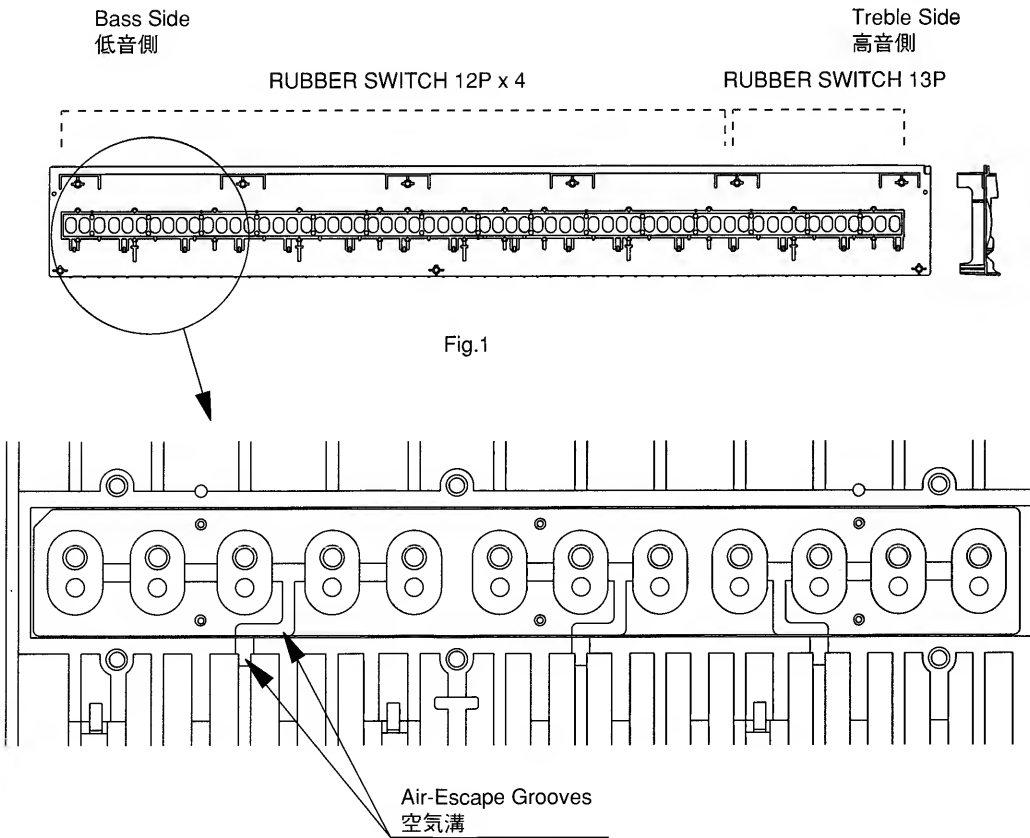 Bass Side
低音側
Treble Side
高音側
RUBBER SWITCH 12P x 4
RUBBER SWITCH 13P
Fig.1
Air-Escape Grooves
空気溝